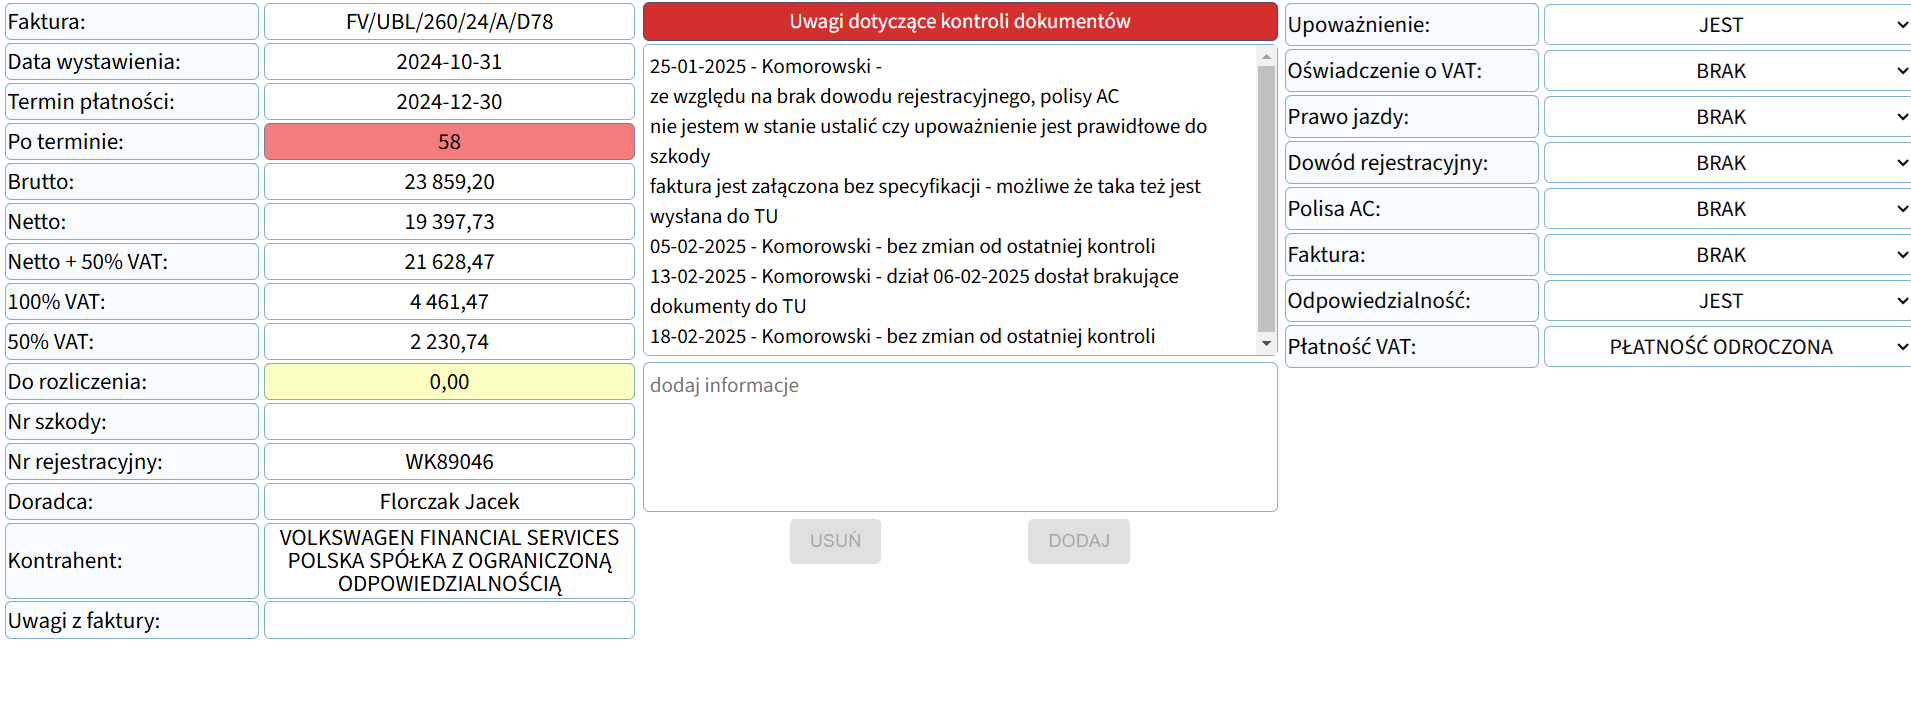 Faktura: FV/UBL/260/24/A/D78
Data wystawienia: 2024-10-31
Termin płatności: 2024-12-30
Po terminie: 58
Brutto: 23 859,20
Netto: 19 397,73
Netto + 50% VAT: 21 628,47
100% VAT: 4 461,47
50% VAT: 2 230,74
Do rozliczenia: 0,00
Nr szkody:
Nr rejestracyjny: WK89046
Doradca: Florczak Jacek
Kontrahent: VOLKSWAGEN FINANCIAL SERVICES
POLSKA SPÓŁKA Z OGRANICZONĄ
ODPOWIEDZIALNOŚCIĄ
Uwagi z faktury:
Uwagi dotyczące kontroli dokumentów
25-01-2025 - Komorowski -
ze względu na brak dowodu rejestracyjnego, polisy AC
nie jestem w stanie ustalić czy upoważnienie jest prawidłowe do
szkody
faktura jest załączona bez specyfikacji - możliwe że taka też jest
wysłana do TU
05-02-2025 - Komorowski - bez zmian od ostatniej kontroli
13-02-2025 - Komorowski - dział 06-02-2025 dosłał brakujące
dokumenty do TU
18-02-2025 - Komorowski - bez zmian od ostatniej kontroli
dodaj informacje
USUŃ DODAJ
Upoważnienie: JEST
Oświadczenie o VAT: BRAK
Prawo jazdy: BRAK
Dowód rejestracyjny: BRAK
Polisa AC: BRAK
Faktura: BRAK
Odpowiedzialność: JEST
Płatność VAT: PŁATNOŚĆ ODROCZONA